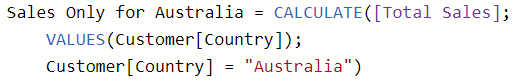 Sales Only for Australia = CALCULATE([Total Sales];
VALUES(Customer[Country]);
Customer[Country] = "Australia")